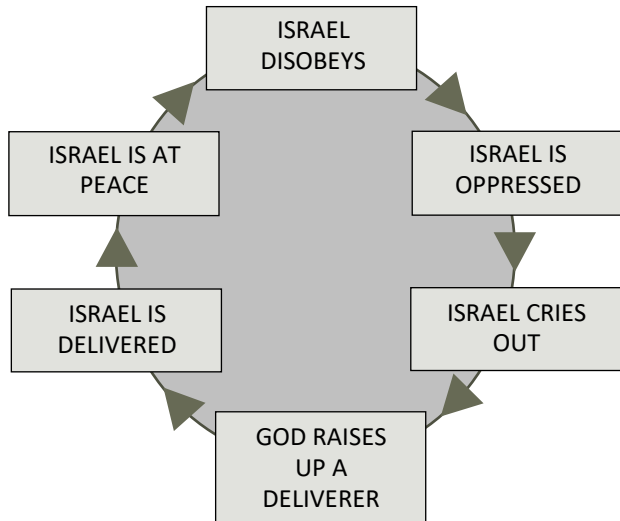 ISRAEL
DISOBEYS
ISRAEL IS
OPPRESSED
ISRAEL CRIES
OUT
GOD RAISES
UP A
DELIVERER
ISRAEL IS
DELIVERED
ISRAEL IS AT
PEACE